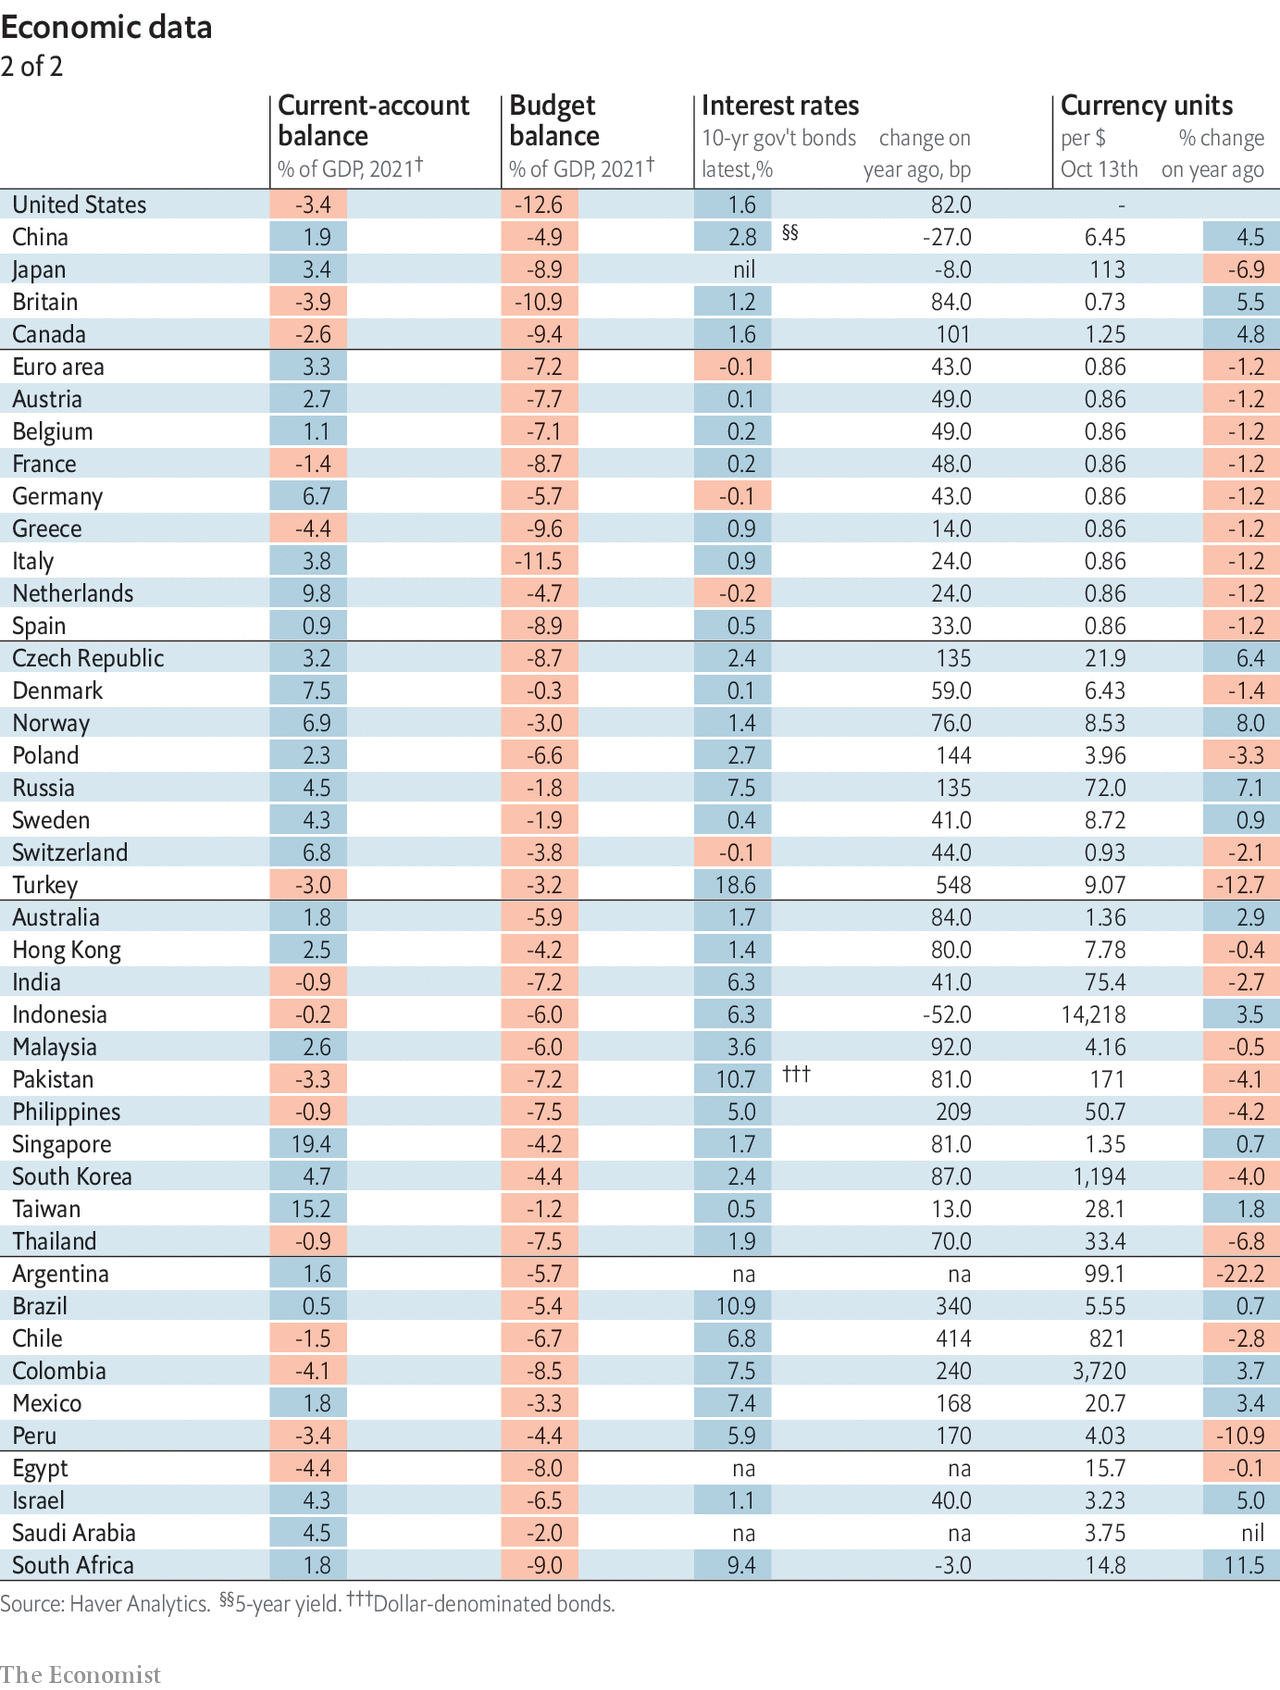 Economic data
2 of 2
Current-account balance % of GDP, 2021† Budget balance % of GDP, 2021† Interest rates 10-yr gov't bonds latest,% change on year ago, bp Currency units per $ Oct 13th % change on year ago
United States -3.4 -12.6 1.6 82.0 -
China 1.9 -4.9 2.8 §§ -27.0 6.45 4.5
Japan 3.4 -8.9 nil -8.0 113 -6.9
Britain -3.9 -10.9 1.2 84.0 0.73 5.5
Canada -2.6 -9.4 1.6 101 1.25 4.8
Euro area 3.3 -7.2 -0.1 43.0 0.86 -1.2
Austria 2.7 -7.7 0.1 49.0 0.86 -1.2
Belgium 1.1 -7.1 0.2 49.0 0.86 -1.2
France -1.4 -8.7 0.2 48.0 0.86 -1.2
Germany 6.7 -5.7 -0.1 43.0 0.86 -1.2
Greece -4.4 -9.6 0.9 14.0 0.86 -1.2
Italy 3.8 -11.5 0.9 24.0 0.86 -1.2
Netherlands 9.8 -4.7 -0.2 24.0 0.86 -1.2
Spain 0.9 -8.9 0.5 33.0 0.86 -1.2
Czech Republic 3.2 -8.7 2.4 135 21.9 6.4
Denmark 7.5 -0.3 0.1 59.0 6.43 -1.4
Norway 6.9 -3.0 1.4 76.0 8.53 8.0
Poland 2.3 -6.6 2.7 144 3.96 -3.3
Russia 4.5 -1.8 7.5 135 72.0 7.1
Sweden 4.3 -1.9 0.4 41.0 8.72 0.9
Switzerland 6.8 -3.8 -0.1 44.0 0.93 -2.1
Turkey -3.0 -3.2 18.6 548 9.07 -12.7
Australia 1.8 -5.9 1.7 84.0 1.36 2.9
Hong Kong 2.5 -4.2 1.4 80.0 7.78 -0.4
India -0.9 -7.2 6.3 41.0 75.4 -2.7
Indonesia -0.2 -6.0 6.3 -52.0 14,218 3.5
Malaysia 2.6 -6.0 3.6 92.0 4.16 -0.5
Pakistan -3.3 -7.2 10.7 ††† 81.0 171 -4.1
Philippines -0.9 -7.5 5.0 209 50.7 -4.2
Singapore 19.4 -4.2 1.7 81.0 1.35 0.7
South Korea 4.7 -4.4 2.4 87.0 1,194 -4.0
Taiwan 15.2 -1.2 0.5 13.0 28.1 1.8
Thailand -0.9 -7.5 1.9 70.0 33.4 -6.8
Argentina 1.6 -5.7 na na 99.1 -22.2
Brazil 0.5 -5.4 10.9 340 5.55 0.7
Chile -1.5 -6.7 6.8 414 821 -2.8
Colombia -4.1 -8.5 7.5 240 3,720 3.7
Mexico 1.8 -3.3 7.4 168 20.7 3.4
Peru -3.4 -4.4 5.9 170 4.03 -10.9
Egypt -4.4 -8.0 na na 15.7 -0.1
Israel 4.3 -6.5 1.1 40.0 3.23 5.0
Saudi Arabia 4.5 -2.0 na na 3.75 nil
South Africa 1.8 -9.0 9.4 -3.0 14.8 11.5
Source: Haver Analytics. §§5-year yield. †††Dollar-denominated bonds.
The Economist